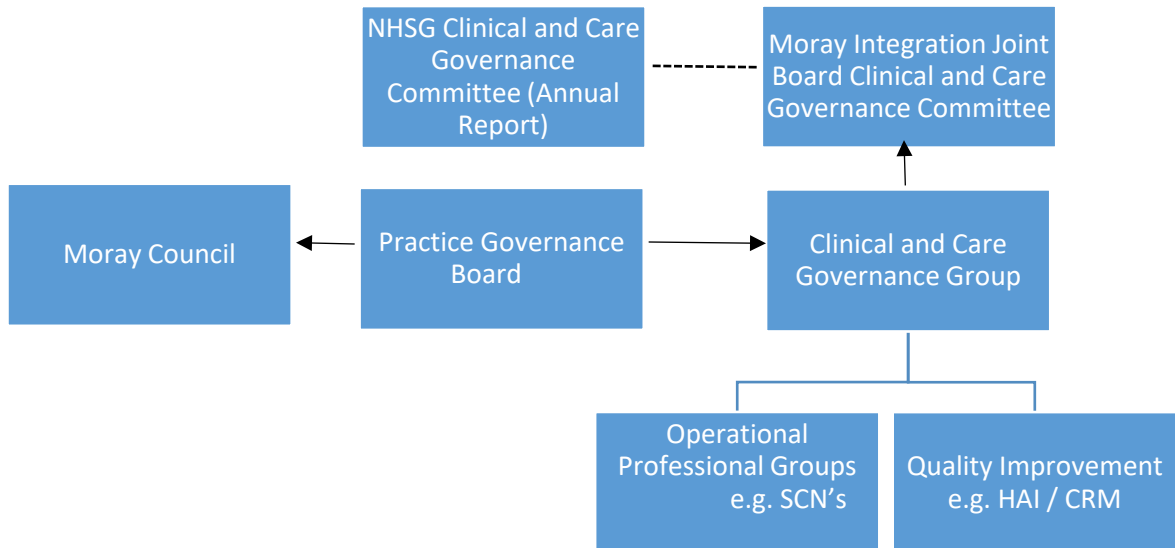 NHSG Clinical and Care
Governance
Committee (Annual
Report)
Moray Integration Joint
Board Clinical and Care
Governance Committee
Moray Council
Practice Governance
Board
Clinical and Care
Governance Group
Operational
Professional Groups
e.g. SCN’s
Quality Improvement
e.g. HAI / CRM